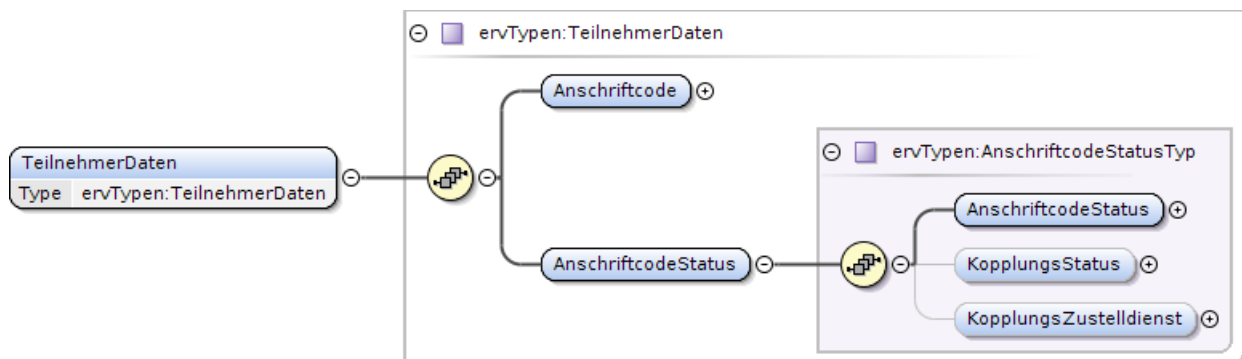 ervTypen:TeilnehmerDaten
Anschriftcode
ervTypen:AnschriftcodeStatusTyp
TeilnehmerDaten
Type ervTypen:TeilnehmerDaten
AnschriftcodeStatus
AnschriftcodeStatus
KopplungsStatus
KopplungsZustelldienst